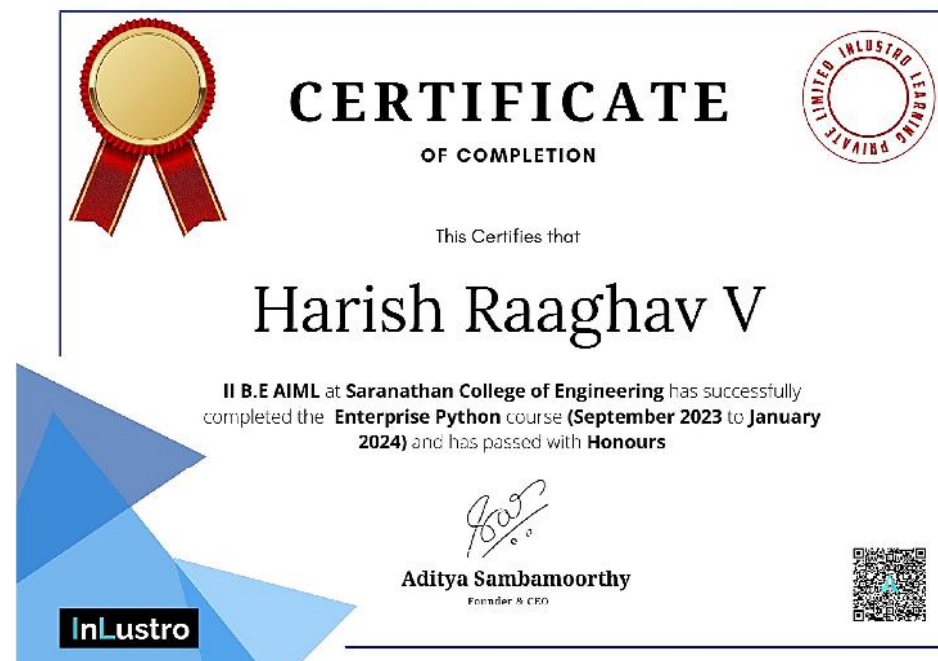 CERTIFICATE
INLUSTRO LEARNING PRIVATE LIMITED
OF COMPLETION
This Certifies that
Harish Raaghav V
II B.E AIML at Saranathan College of Engineering has successfully
completed the Enterprise Python course (September 2023 to January
2024) and has passed with Honours
Aditya Sambamoorthy
Founder & CEO
InLustro